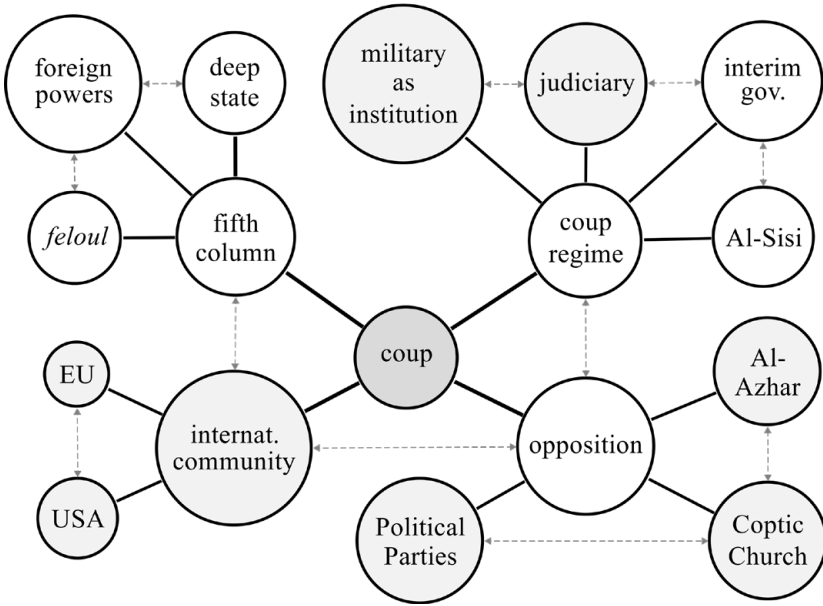 foreign
powers
deep
state
military
as
institution
judiciary
interim
gov.
feloul
fifth
column
coup
regime
Al-Sisi
coup
EU
internat.
community
USA
opposition
Al-
Azhar
Political
Parties
Coptic
Church